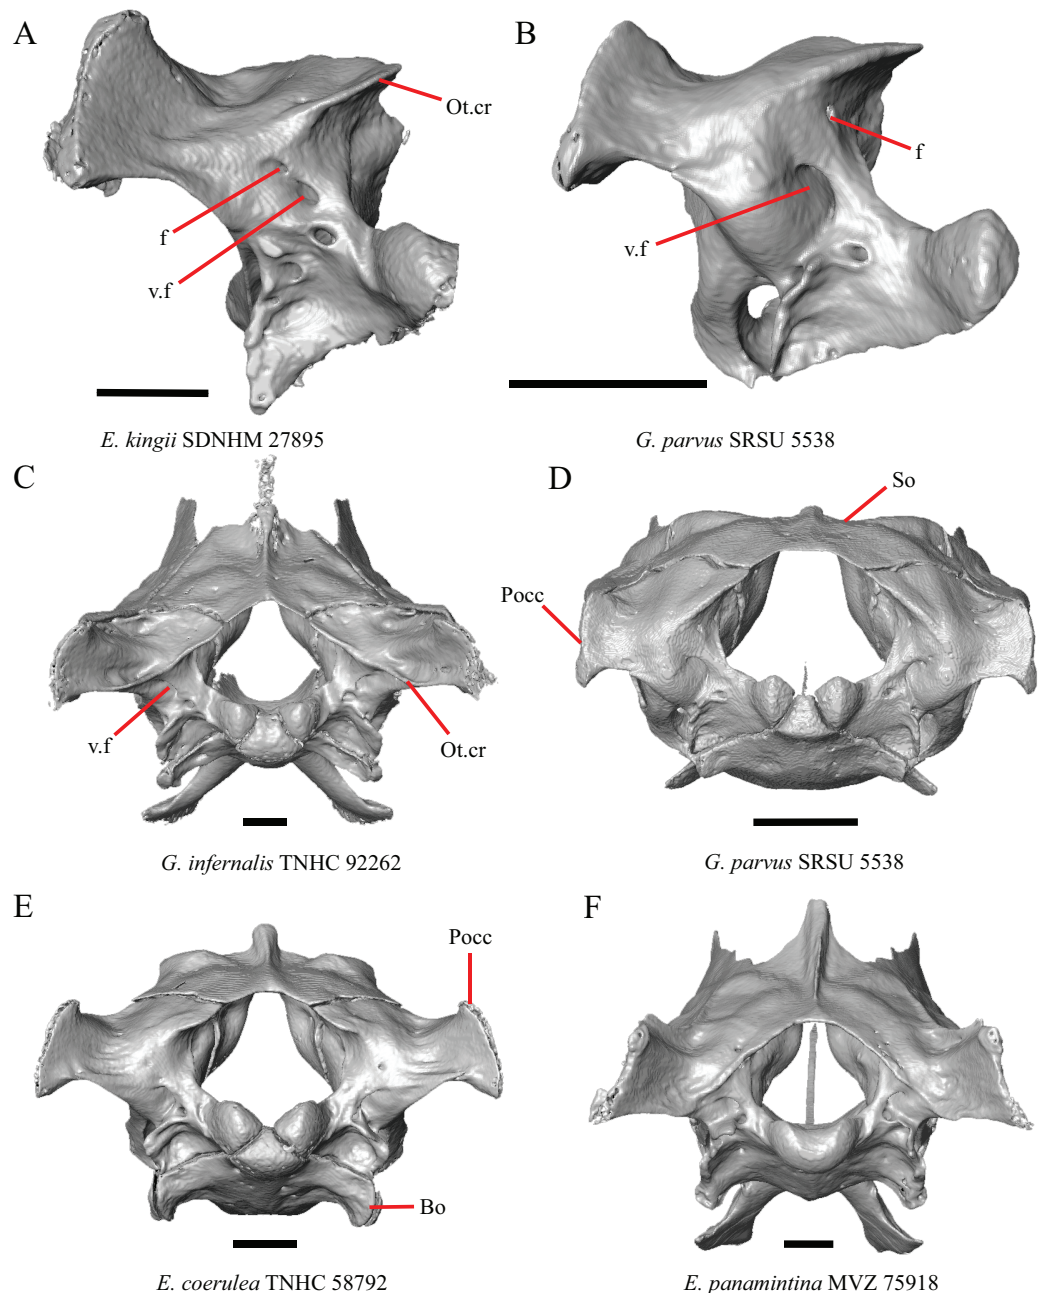 A
B
Ot.cr
f
f
v.f
v.f
E. kingii SDNHM 27895
G. parvus SRSU 5538
C
D
So
Pocc
v.f
Ot.cr
G. infernalis TNHC 92262
G. parvus SRSU 5538
E
F
Pocc
Bo
E. coerulea TNHC 58792
E. panamintina MVZ 75918